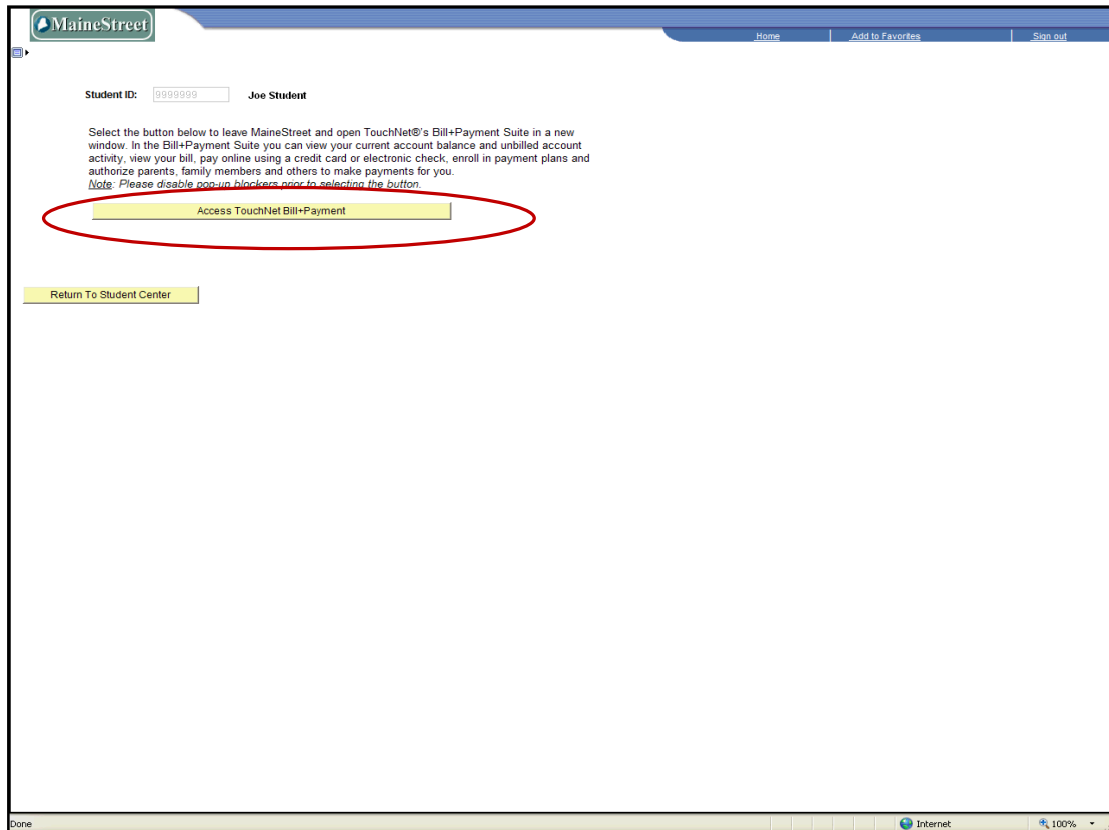 MaineStreet
Home Add to Favorites Sign out
Student ID: 9999999 Joe Student
Select the button below to leave MaineStreet and open TouchNet®'s Bill+Payment Suite in a new
window. In the Bill+Payment Suite you can view your current account balance and unbilled account
activity, view your bill, pay online using a credit card or electronic check, enroll in payment plans and
authorize parents, family members and others to make payments for you.
Note: Please disable pop-up blockers prior to selecting the button.
Access TouchNet Bill+Payment
Return To Student Center
Done Internet 100%